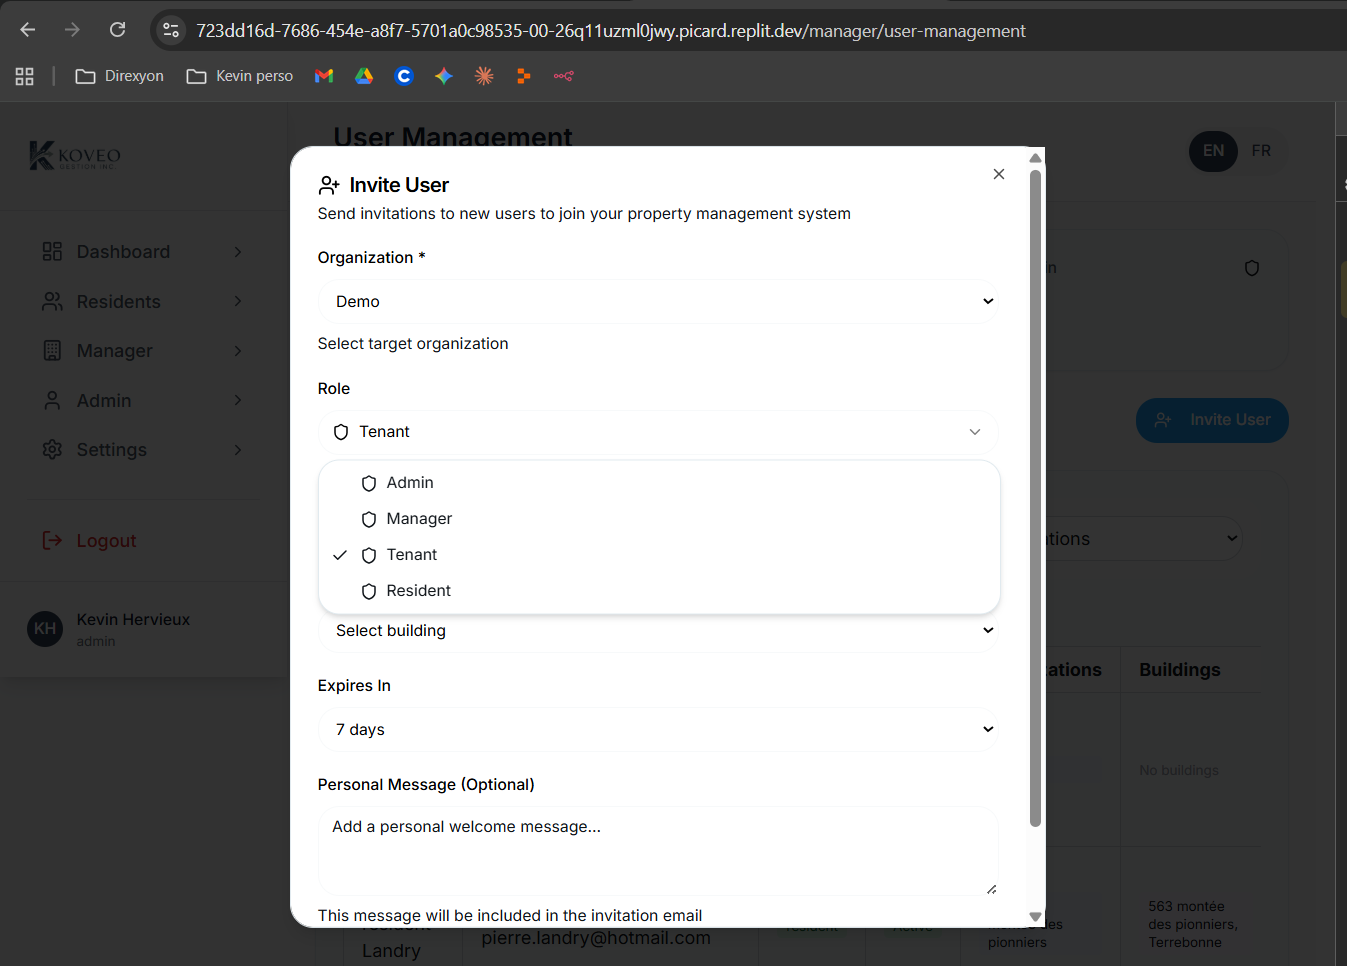 723dd16d-7686-454e-a8f7-5701a0c98535-00-26q11uzml0jwy.picard.replit.dev/manager/user-management
Direxyon
Kevin perso
KOVEO
GESTION INC.
User Management
EN
FR
Dashboard
Residents
Manager
Admin
Settings
Logout
KH
Kevin Hervieux
admin
Invite User
Send invitations to new users to join your property management system
Organization *
Demo
Select target organization
Role
Tenant
Admin
Manager
Tenant
Resident
Select building
Expires In
7 days
Personal Message (Optional)
Add a personal welcome message...
This message will be included in the invitation email
Invite User
Buildings
No buildings
Landry
pierre.landry@hotmail.com
des
pionniers
563 montée
des pionniers,
Terrebonne